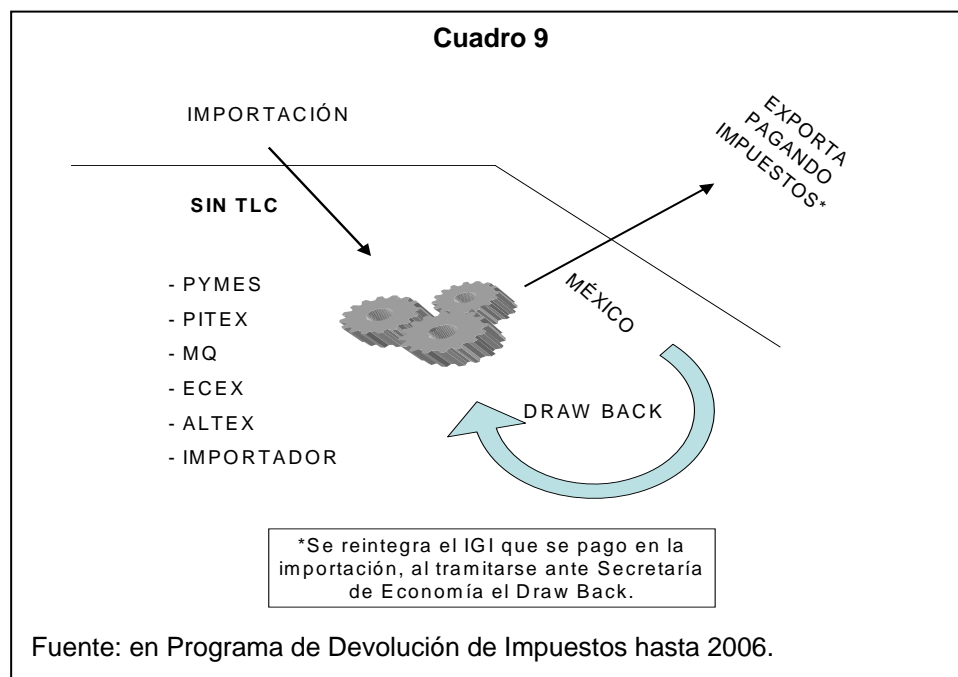 Cuadro 9
IMPORTACIÓN
EXPORTA
PAGANDO
IMPUESTOS*
SIN TLC
- PYMES
- PITEX
- MQ
- ECEX
- ALTEX
- IMPORTADOR
MÉXICO
DRAW BACK
*Se reintegra el IGI que se pago en la
importación, al tramitarse ante Secretaría
de Economía el Draw Back.
Fuente: en Programa de Devolución de Impuestos hasta 2006.